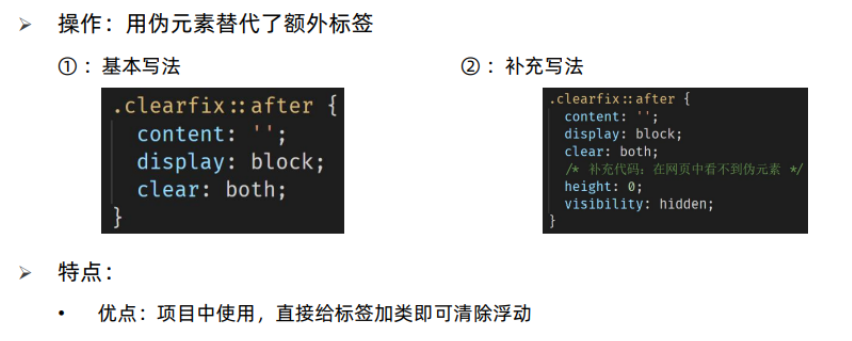 ➢ 操作：用伪元素替代了额外标签
①：基本写法
.clearfix::after {
content: '';
display: block;
clear: both;
}
②：补充写法
.clearfix::after {
content: '';
display: block;
clear: both;
/* 补充代码：在网页中看不到伪元素 */
height: 0;
visibility: hidden;
}
➢ 特点：
• 优点：项目中使用，直接给标签加类即可清除浮动